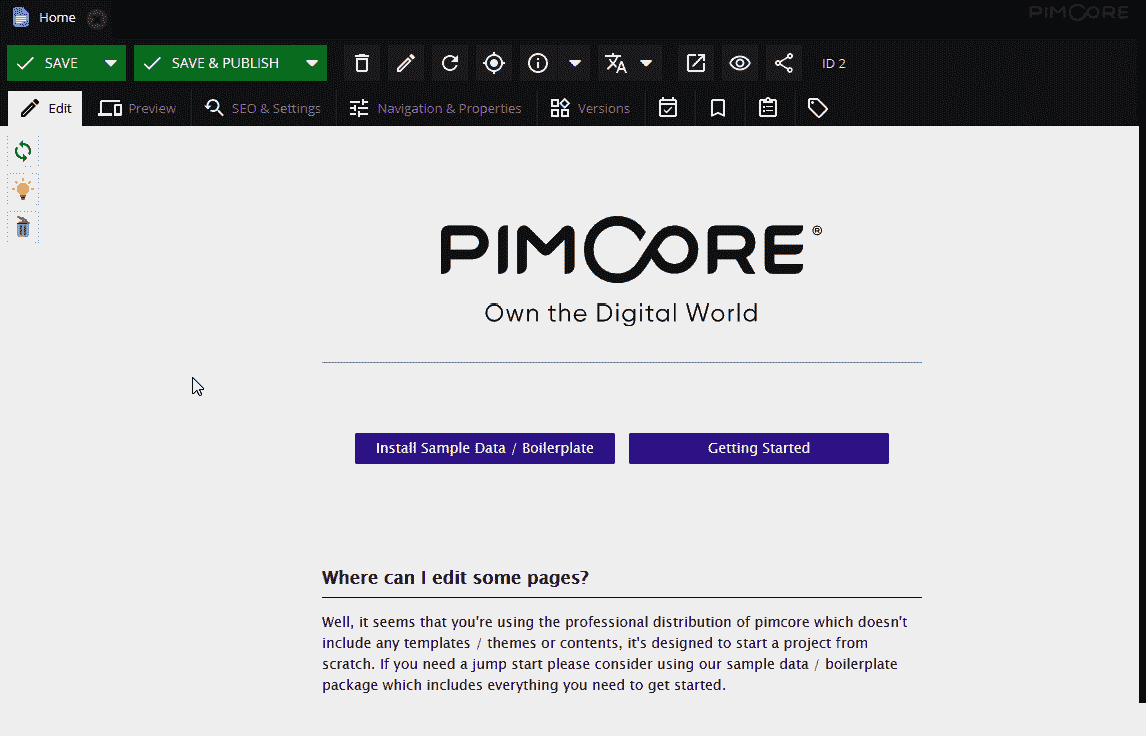 Home
PIMCORE
SAVE
SAVE & PUBLISH
ID 2
Edit
Preview
SEO & Settings
Navigation & Properties
Versions
PIMCORE®
Own the Digital World
Install Sample Data / Boilerplate
Getting Started
Where can I edit some pages?
Well, it seems that you're using the professional distribution of pimcore which doesn't
include any templates / themes or contents, it's designed to start a project from
scratch. If you need a jump start please consider using our sample data / boilerplate
package which includes everything you need to get started.